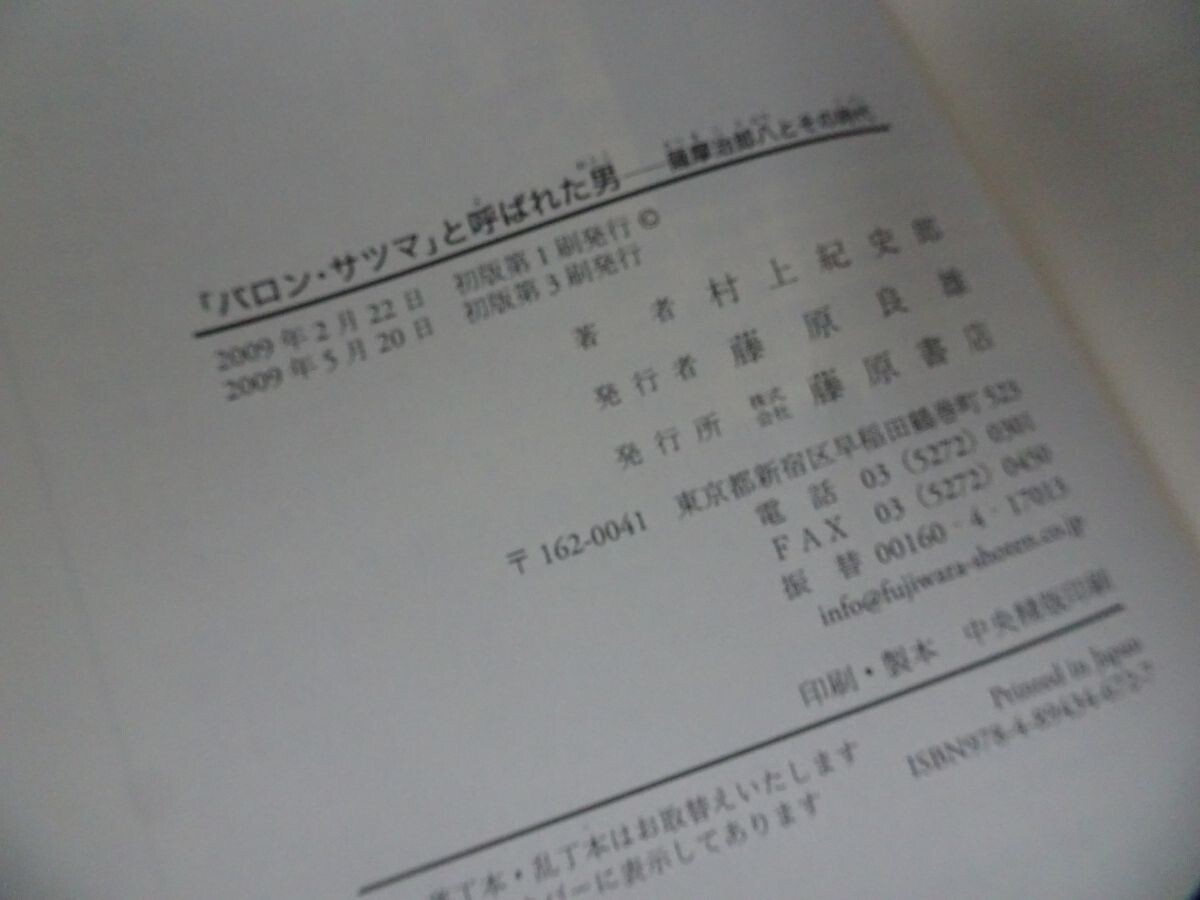 「バロン・サツマ」と呼ばれた男――薩摩治郎八とその時代
2009年2月22日 初版第1刷発行©
2009年5月20日 初版第3刷発行
著 者 村上紀史郎
発行者 藤原良雄
発行所 株式会社 藤原書店
〒162-0041 東京都新宿区早稲田鶴巻町523
電話 03(5272)0301
FAX 03(5272)0450
振替 00160-4-17013
info@fujiwara-shoten.co.jp
印刷・製本 中央精版印刷
落丁本・乱丁本はお取替えいたします
に表示してあります
Printed in Japan
ISBN978-4-89434-672-7